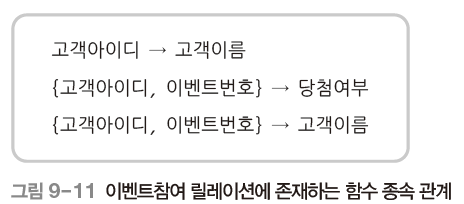 고객아이디 → 고객이름
{고객아이디, 이벤트번호} → 당첨여부
{고객아이디, 이벤트번호} → 고객이름
그림 9-11 이벤트참여 릴레이션에 존재하는 함수 종속 관계